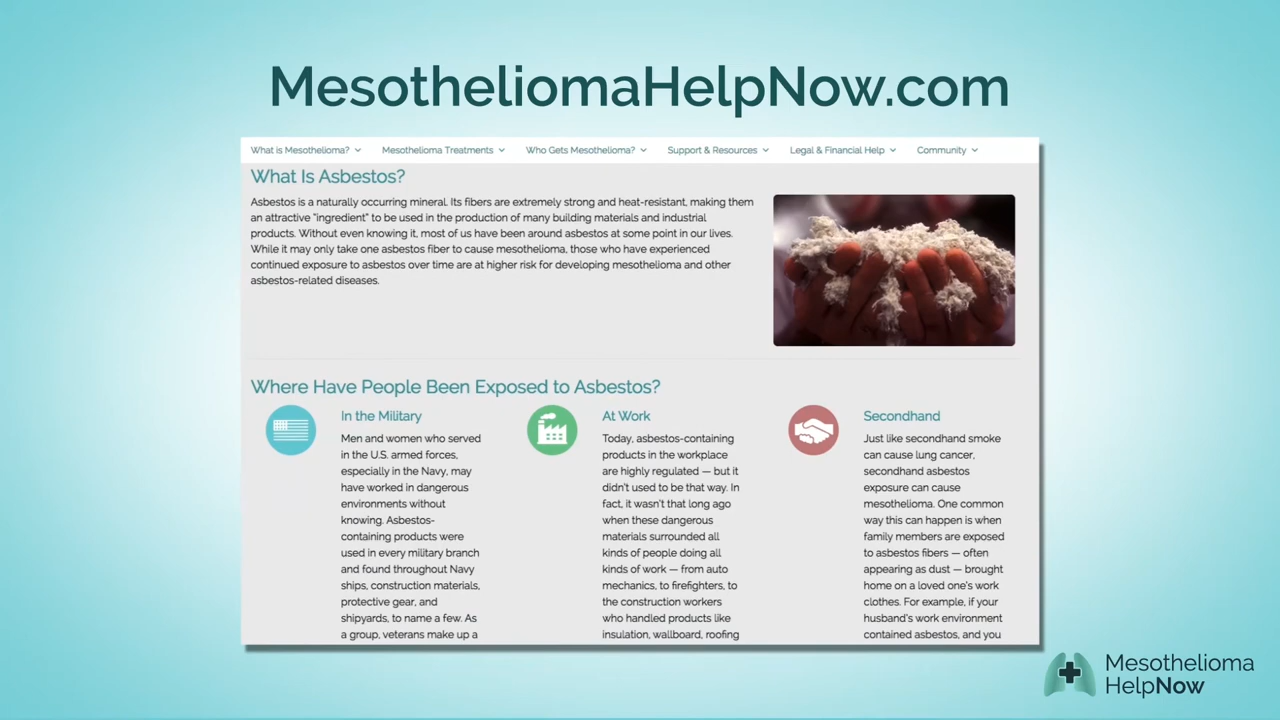 MesotheliomaHelpNow.com
What is Mesothelioma? Mesothelioma Treatments Who Gets Mesothelioma? Support & Resources Legal & Financial Help Community
What Is Asbestos?
Asbestos is a naturally occurring mineral. Its fibers are extremely strong and heat-resistant, making them
an attractive “ingredient” to be used in the production of many building materials and industrial
products. Without even knowing it, most of us have been around asbestos at some point in our lives.
While it may only take one asbestos fiber to cause mesothelioma, those who have experienced
continued exposure to asbestos over time are at higher risk for developing mesothelioma and other
asbestos-related diseases.
Where Have People Been Exposed to Asbestos?
In the Military
Men and women who served
in the U.S. armed forces,
especially in the Navy, may
have worked in dangerous
environments without
knowing. Asbestos-
containing products were
used in every military branch
and found throughout Navy
ships, construction materials,
protective gear, and
shipyards, to name a few. As
a group, veterans make up a
At Work
Today, asbestos-containing
products in the workplace
are highly regulated — but it
didn’t used to be that way. In
fact, it wasn’t that long ago
when these dangerous
materials surrounded all
kinds of people doing all
kinds of work — from auto
mechanics, to firefighters, to
the construction workers
who handled products like
insulation, wallboard, roofing
Secondhand
Just like secondhand smoke
can cause lung cancer,
secondhand asbestos
exposure can cause
mesothelioma. One common
way this can happen is when
family members are exposed
to asbestos fibers — often
appearing as dust — brought
home on a loved one’s work
clothes. For example, if your
husband’s work environment
contained asbestos, and you
Mesothelioma
HelpNow